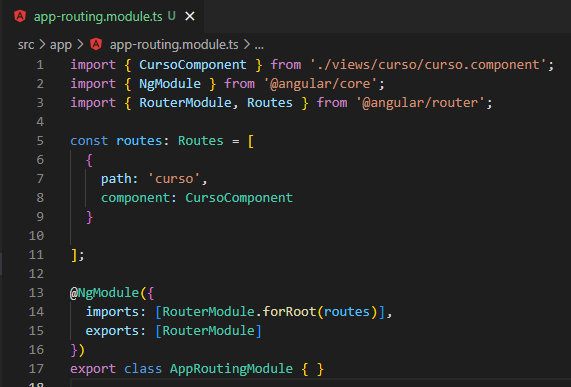 app-routing.module.ts U ×
src > app > app-routing.module.ts > ...
1 import { CursoComponent } from './views/curso/curso.component';
2 import { NgModule } from '@angular/core';
3 import { RouterModule, Routes } from '@angular/router';
4
5 const routes: Routes = [
6   {
7     path: 'curso',
8     component: CursoComponent
9   }
10
11 ];
12
13 @NgModule({
14   imports: [RouterModule.forRoot(routes)],
15   exports: [RouterModule]
16 })
17 export class AppRoutingModule { }
18